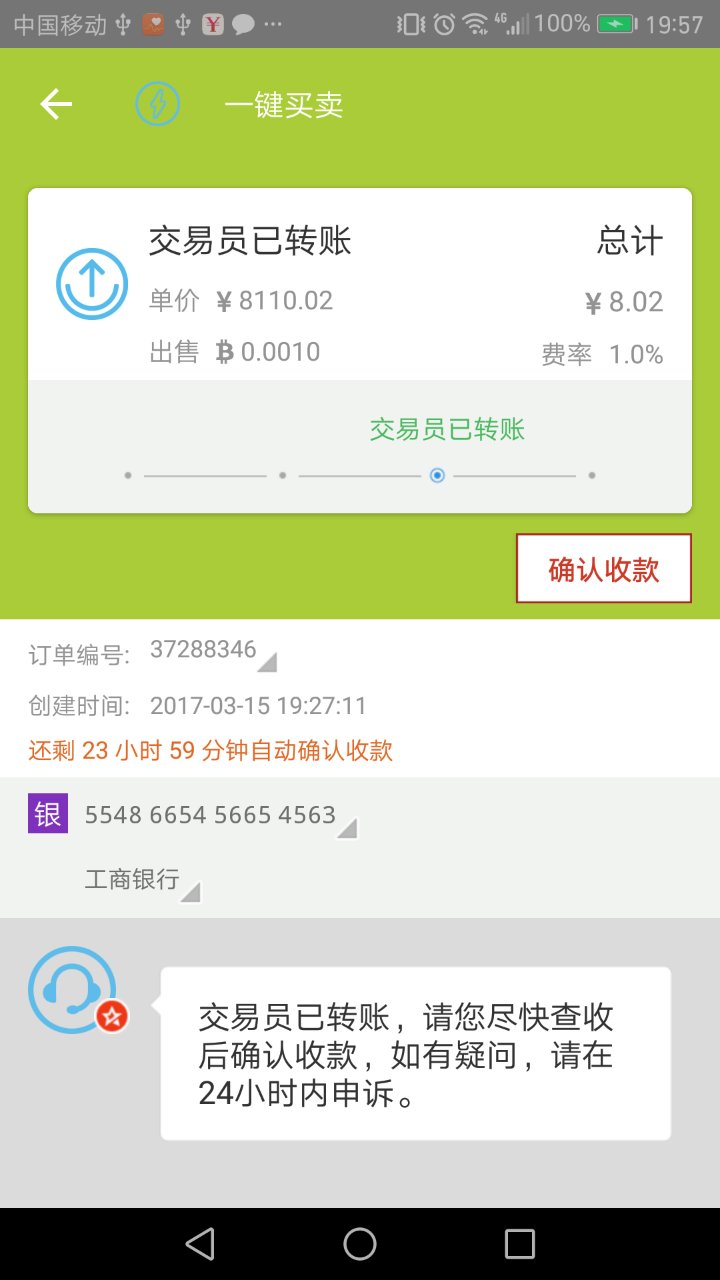 中国移动 ¥ ... 4G 100% 19:57
一键买卖
交易员已转账 总计
单价 ¥ 8110.02 ¥ 8.02
出售 ₿ 0.0010 费率 1.0%
交易员已转账
确认收款
订单编号: 37288346
创建时间: 2017-03-15 19:27:11
还剩 23 小时 59 分钟自动确认收款
银 5548 6654 5665 4563
工商银行
交易员已转账，请您尽快查收
后确认收款，如有疑问，请在
24小时内申诉。